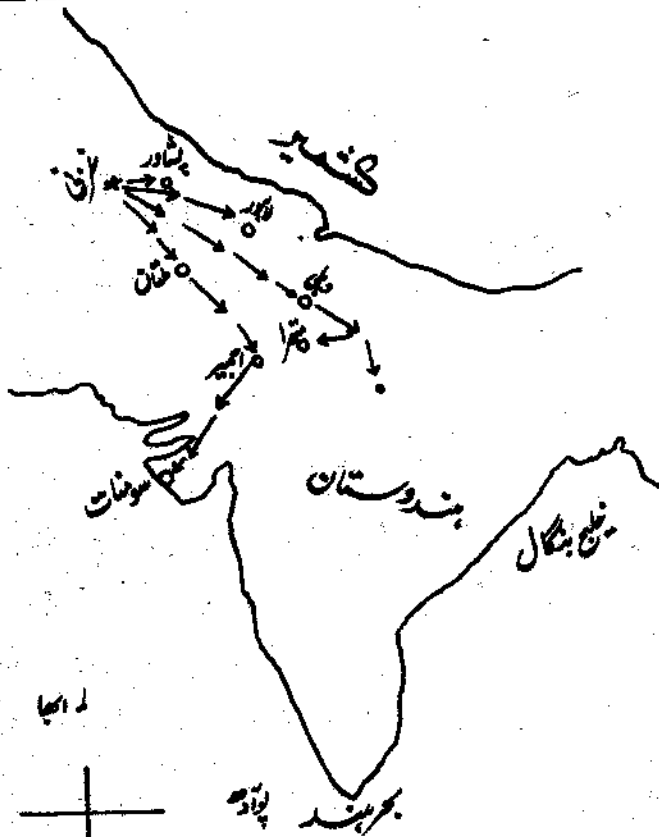 کشمیر
پشاور
غزنی
لاہور
ملتان
دہلی
متھرا
اجمیر
سومنات
ہندوستان
خلیج بنگال
بحر ہند